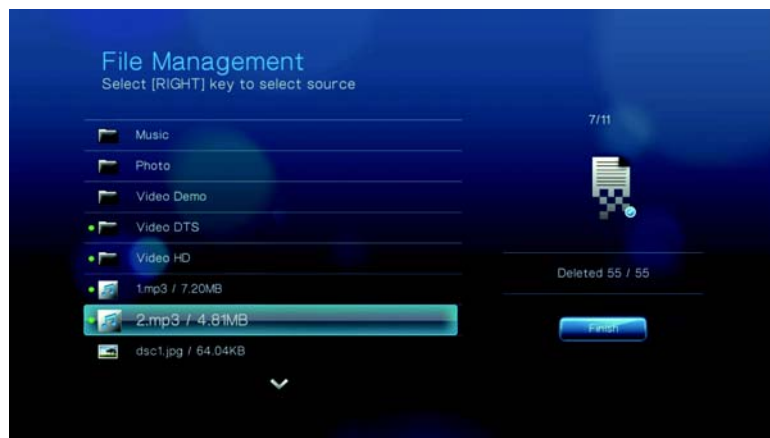 File Management
Select [RIGHT] key to select source
7/11
Music
Photo
Video Demo
Video DTS
Video HD
1.mp3 / 7.20MB
2.mp3 / 4.81MB
dsc1.jpg / 64.04KB
Deleted 55 / 55
Finish